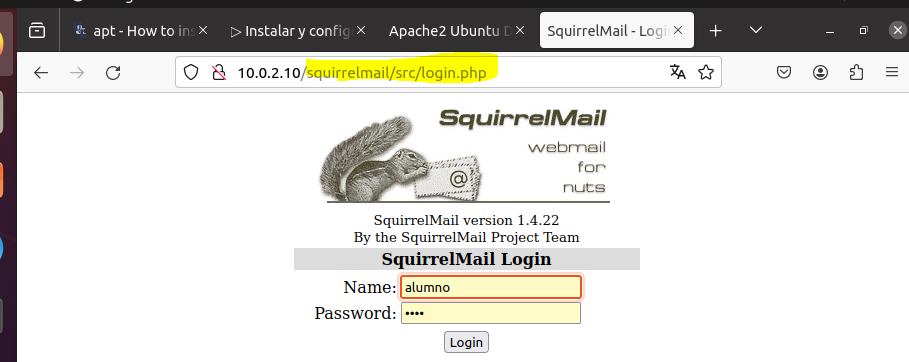 apt - How to ins
▷ Instalar y config
Apache2 Ubuntu D
SquirrelMail - Login
10.0.2.10/squirrelmail/src/login.php
SquirrelMail
webmail
for
nuts
@
SquirrelMail version 1.4.22
By the SquirrelMail Project Team
SquirrelMail Login
Name: alumno
Password: ••••
Login